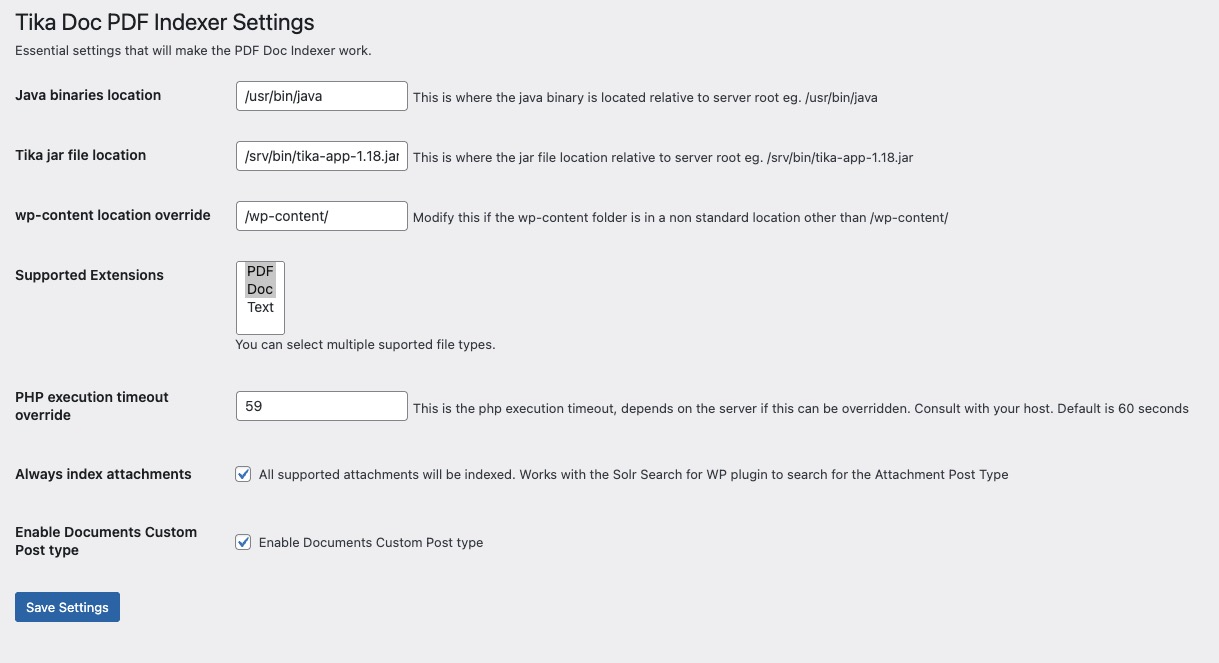 Tika Doc PDF Indexer Settings
Essential settings that will make the PDF Doc Indexer work.
Java binaries location
/usr/bin/java
This is where the java binary is located relative to server root eg. /usr/bin/java
Tika jar file location
/srv/bin/tika-app-1.18.jar
This is where the jar file location relative to server root eg. /srv/bin/tika-app-1.18.jar
wp-content location override
/wp-content/
Modify this if the wp-content folder is in a non standard location other than /wp-content/
Supported Extensions
PDF
Doc
Text
You can select multiple suported file types.
PHP execution timeout
override
59
This is the php execution timeout, depends on the server if this can be overridden. Consult with your host. Default is 60 seconds
Always index attachments
All supported attachments will be indexed. Works with the Solr Search for WP plugin to search for the Attachment Post Type
Enable Documents Custom
Post type
Enable Documents Custom Post type
Save Settings